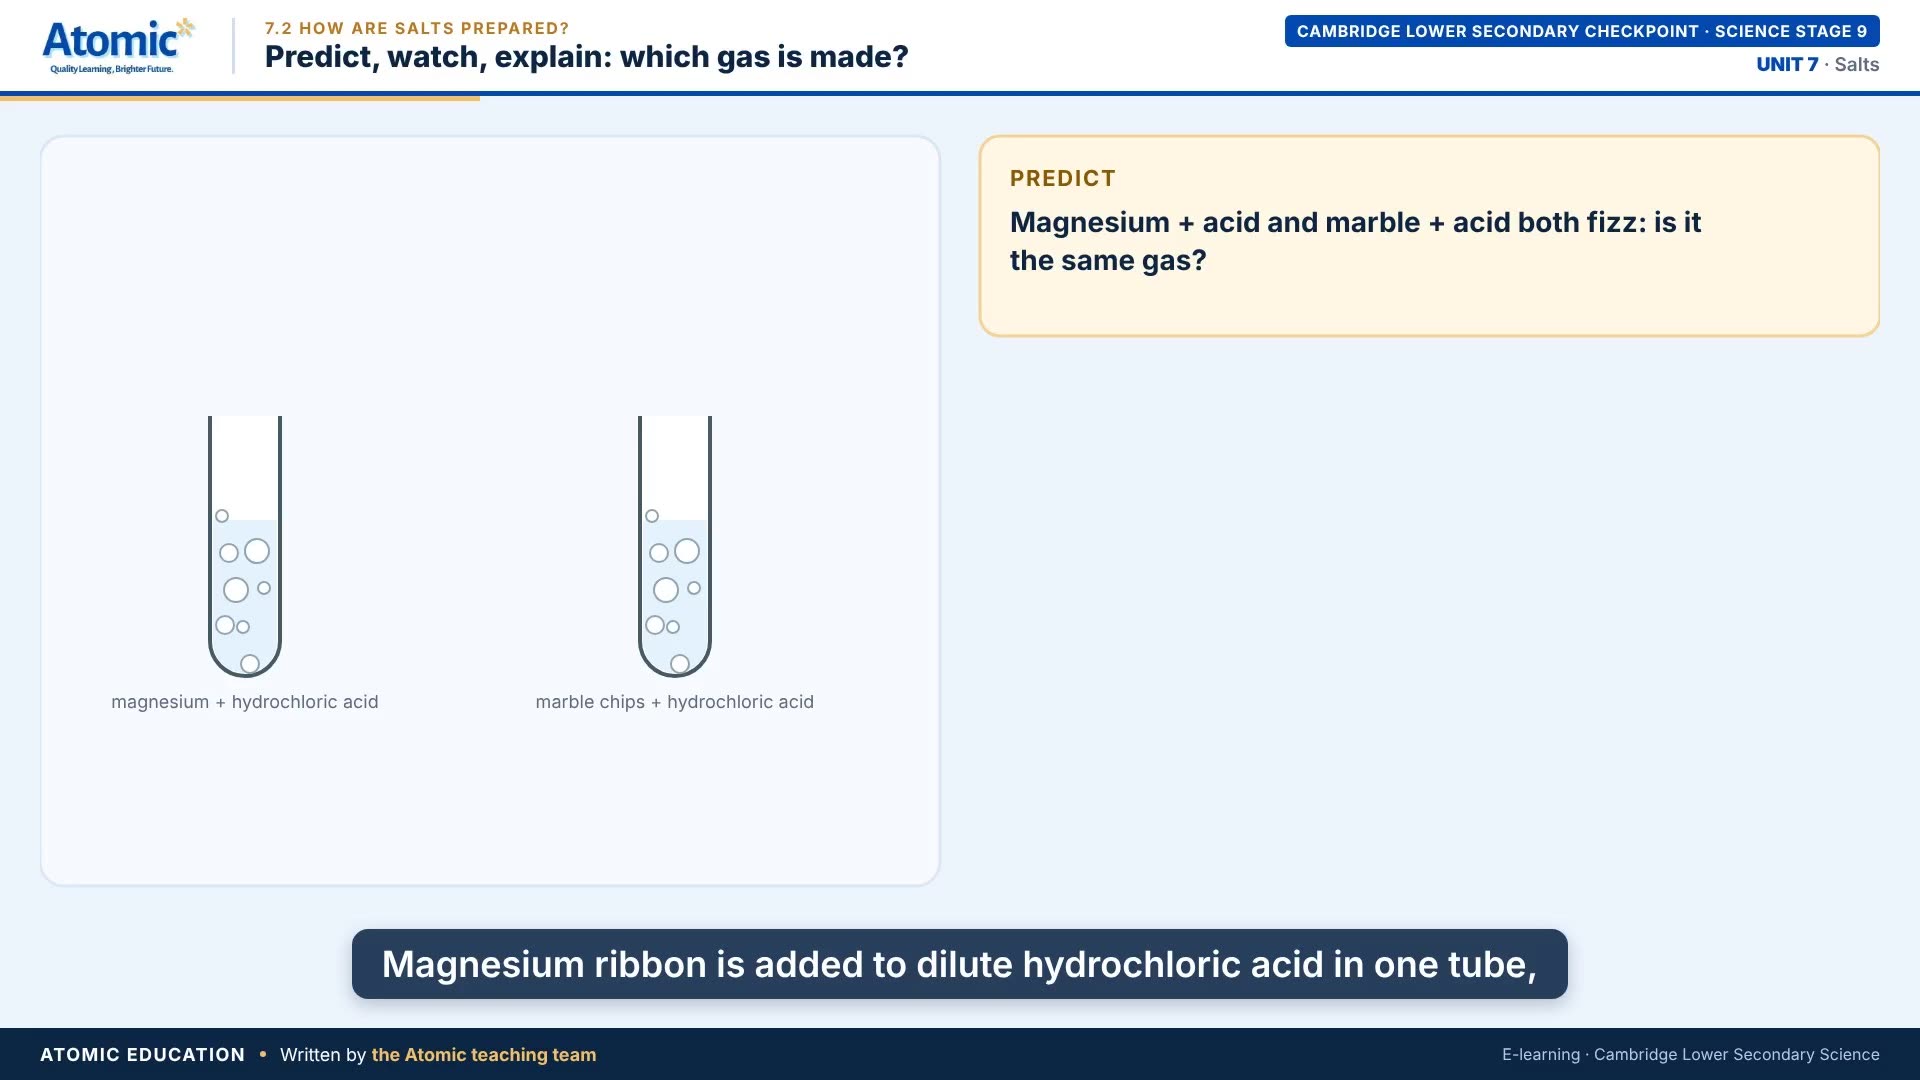 Atomic
Quality Learning, Brighter Future.
7.2 HOW ARE SALTS PREPARED?
Predict, watch, explain: which gas is made?
CAMBRIDGE LOWER SECONDARY CHECKPOINT · SCIENCE STAGE 9
UNIT 7 · Salts
PREDICT
Magnesium + acid and marble + acid both fizz: is it
the same gas?
magnesium + hydrochloric acid
marble chips + hydrochloric acid
Magnesium ribbon is added to dilute hydrochloric acid in one tube,
ATOMIC EDUCATION • Written by the Atomic teaching team
E-learning · Cambridge Lower Secondary Science